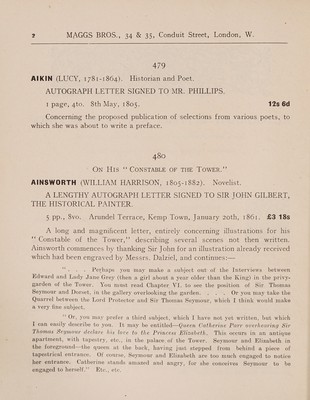 2 MAGGS BROS., 34 & 35, Conduit Street, London, W.
479
AIKIN (LUCY, 1781-1864). Historian and Poet.
AUTOGRAPH LETTER SIGNED TO MR. PHILLIPS.
1 page, 4to. 8th May, 1805. 12s 6d
Concerning the proposed publication of selections from various poets, to
which she was about to write a preface.
480
On His "Constable of the Tower."
AINSWORTH (WILLIAM HARRISON, 1805-1882). Novelist.
A LENGTHY AUTOGRAPH LETTER SIGNED TO SIR JOHN GILBERT,
THE HISTORICAL PAINTER.
5 pp., 8vo. Arundel Terrace, Kemp Town, January 20th, 1861. £3 18s
A long and magnificent letter, entirely concerning illustrations for his
"Constable of the Tower," describing several scenes not then written.
Ainsworth commences by thanking Sir John for an illustration already received
which had been engraved by Messrs. Dalziel, and continues:—
" . . . Perhaps you may make a subject out of the Interviews between
Edward and Lady Jane Grey (then a girl about a year older than the King) in the privy-
garden of the Tower. You must read Chapter VI. to see the position of Sir Thomas
Seymour and Dorset, in the gallery overlooking the garden. . . . Or you may take the
Quarrel between the Lord Protector and Sir Thomas Seymour, which I think would make
a very fine subject.
"Or, you may prefer a third subject, which I have not yet written, but which
I can easily describe to you. It may be entitled—Queen Catherine Parr overhearing Sir
Thomas Seymour declare his love to the Princess Elizabeth. This occurs in an antique
apartment, with tapestry, etc., in the palace of the Tower. Seymour and Elizabeth in
the foreground—the queen at the back, having just stepped from behind a piece of
tapestried entrance. Of course, Seymour and Elizabeth are too much engaged to notice
her entrance. Catherine stands amazed and angry, for she conceives Seymour to be
engaged to herself." Etc., etc.